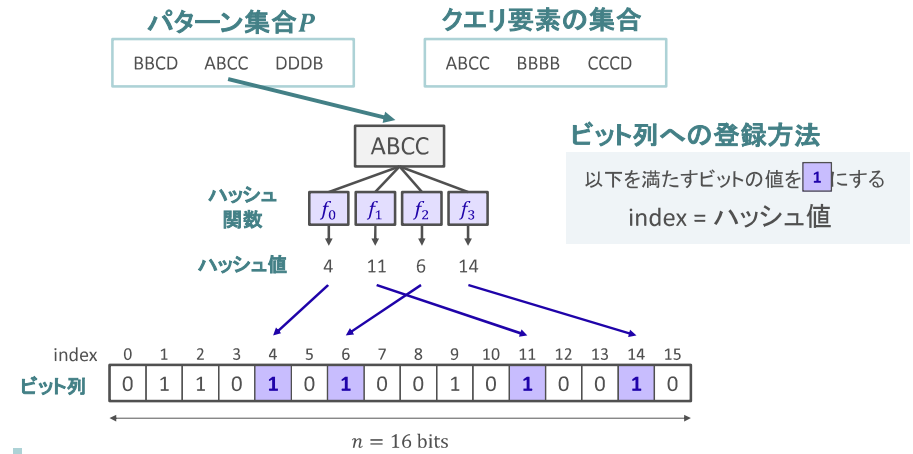 パターン集合P
クエリ要素の集合
BBCD ABCC DDDB
ABCC BBBB CCCD
ABCC
ビット列への登録方法
以下を満たすビットの値を1にする
index = ハッシュ値
ハッシュ
関数
f₀ f₁ f₂ f₃
ハッシュ値
4 11 6 14
index 0 1 2 3 4 5 6 7 8 9 10 11 12 13 14 15
ビット列 0 1 1 0 1 0 1 0 0 1 0 1 0 0 1 0
n = 16 bits